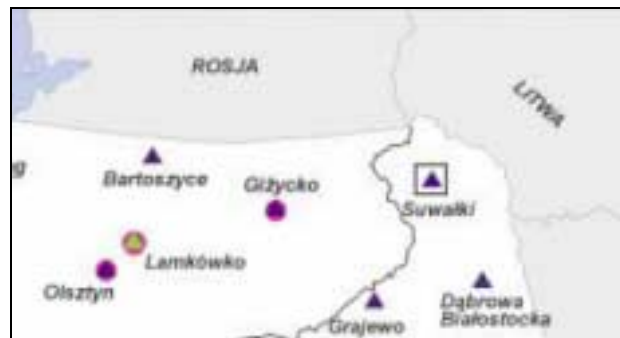 ROSJA
LITWA
g
Bartoszyce
Giżycko
Suwałki
Lamkówko
Olsztyn
Grajewo
Dąbrowa
Białostocka